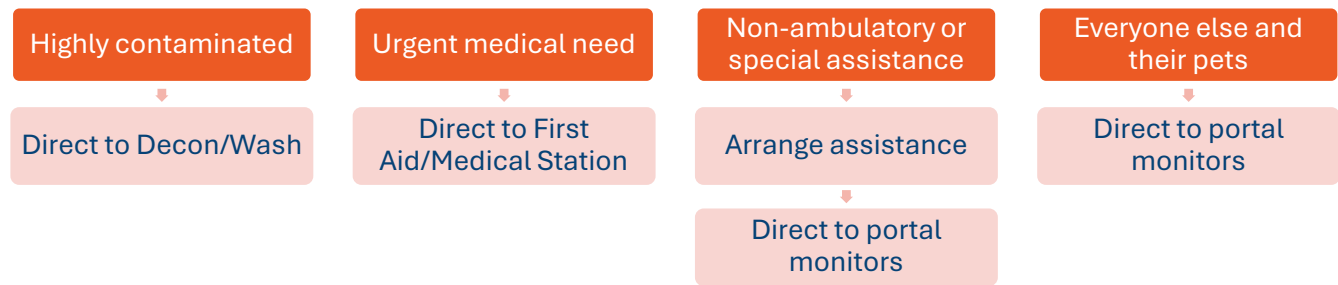 Highly contaminated
Direct to Decon/Wash
Urgent medical need
Direct to First
Aid/Medical Station
Non-ambulatory or
special assistance
Arrange assistance
Direct to portal
monitors
Everyone else and
their pets
Direct to portal
monitors